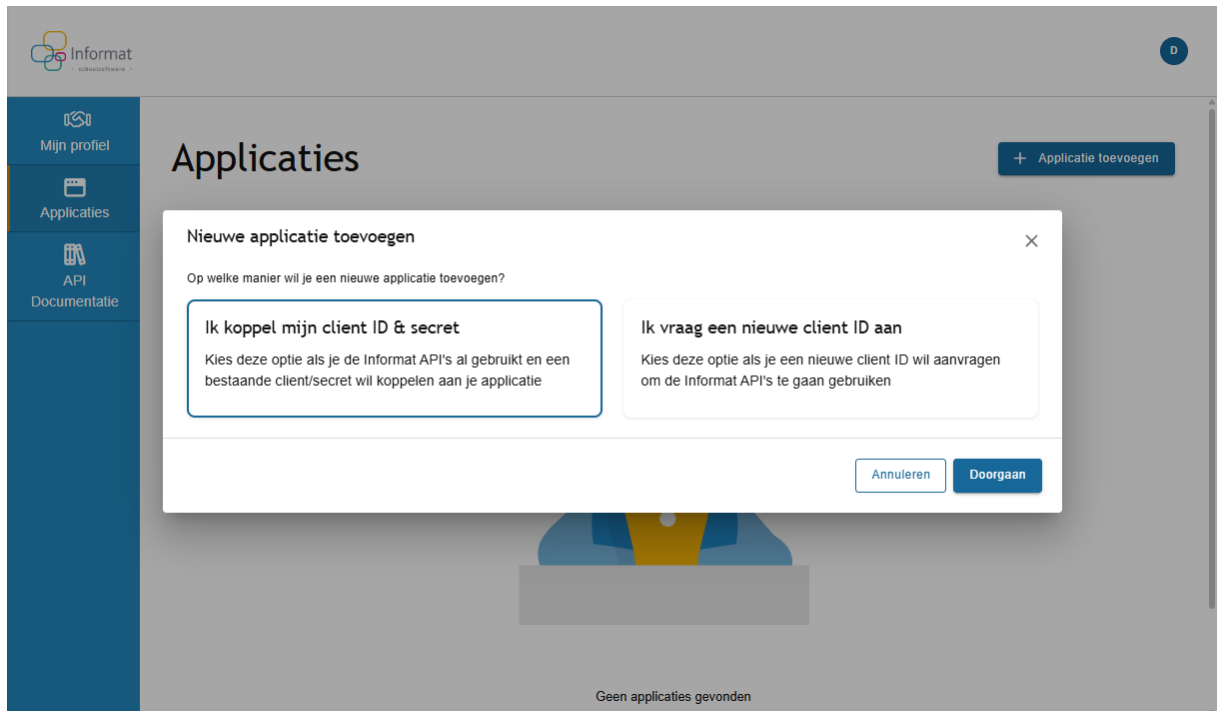 Informat
- schoolsoftware -
D
Mijn profiel
Applicaties
API
Documentatie
Applicaties
+ Applicatie toevoegen
Nieuwe applicatie toevoegen
Op welke manier wil je een nieuwe applicatie toevoegen?
Ik koppel mijn client ID & secret
Kies deze optie als je de Informat API's al gebruikt en een
bestaande client/secret wil koppelen aan je applicatie
Ik vraag een nieuwe client ID aan
Kies deze optie als je een nieuwe client ID wil aanvragen
om de Informat API's te gaan gebruiken
Annuleren
Doorgaan
Geen applicaties gevonden